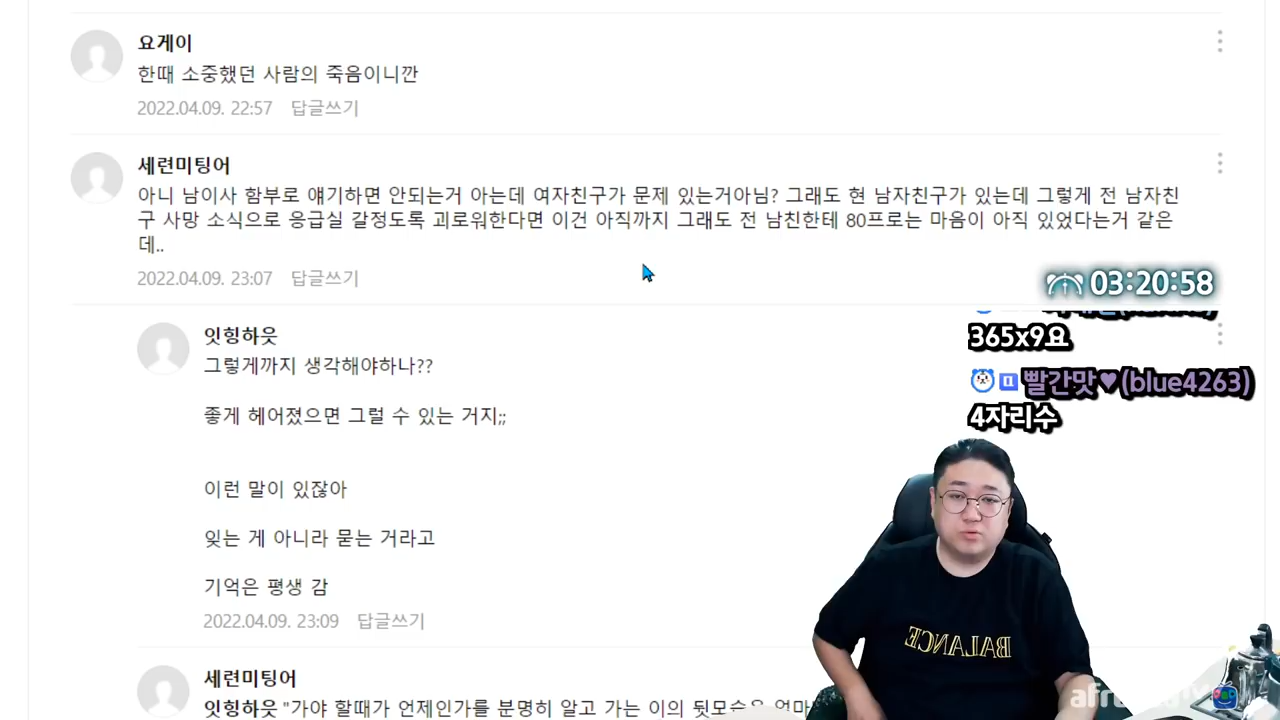 요게이
한때 소중했던 사람의 죽음이니깐
2022.04.09. 22:57 답글쓰기
세련미팅어
아니 남이사 함부로 얘기하면 안되는거 아는데 여자친구가 문제 있는거아님? 그래도 현 남자친구가 있는데 그렇게 전 남자친
구 사망 소식으로 응급실 갈정도록 괴로워한다면 이건 아직까지 그래도 전 남친한테 80프로는 마음이 아직 있었다는거 같은
데..
2022.04.09. 23:07 답글쓰기
03:20:58
365x9요
빨간맛♥(blue4263)
4자리수
잇힝하읏
그렇게까지 생각해야하나??
좋게 헤어졌으면 그럴 수 있는 거지;;
이런 말이 있잖아
잊는 게 아니라 묻는 거라고
기억은 평생 감
2022.04.09. 23:09 답글쓰기
BALANCE
세련미팅어
잇힝하읏 "가야 할때가 언제인가를 분명히 알고 가는 이의 뒷모습은